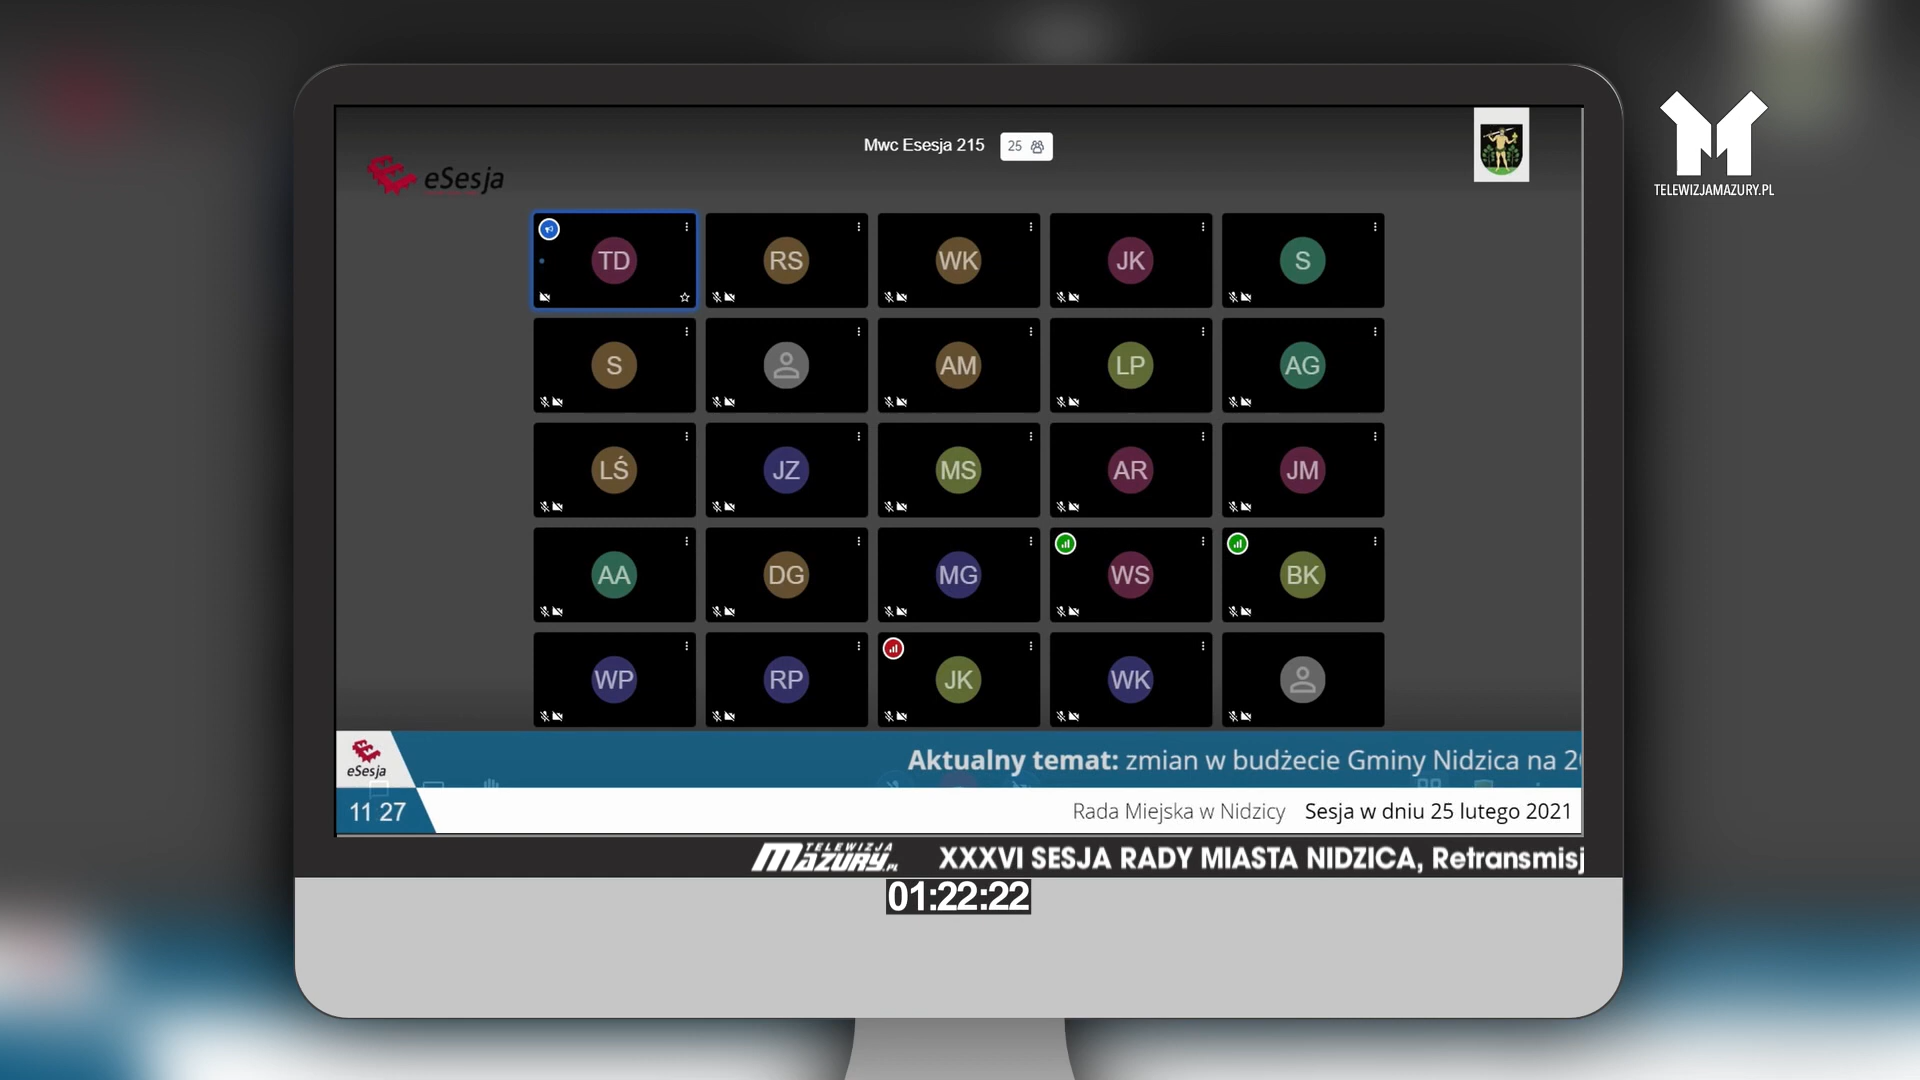 Mwc Esesja 215
25
eSesja
TELEWIZJAMAZURY.PL
TD
RS
WK
JK
S
S
AM
LP
AG
LŚ
JZ
MS
AR
JM
AA
DG
MG
WS
BK
WP
RP
JK
WK
eSesja
Aktualny temat: zmian w budżecie Gminy Nidzica na 20
11 27
Rada Miejska w Nidzicy Sesja w dniu 25 lutego 2021
TELEWIZJA
MAZURY.PL
XXXVI SESJA RADY MIASTA NIDZICA, Retransmisj
01:22:22